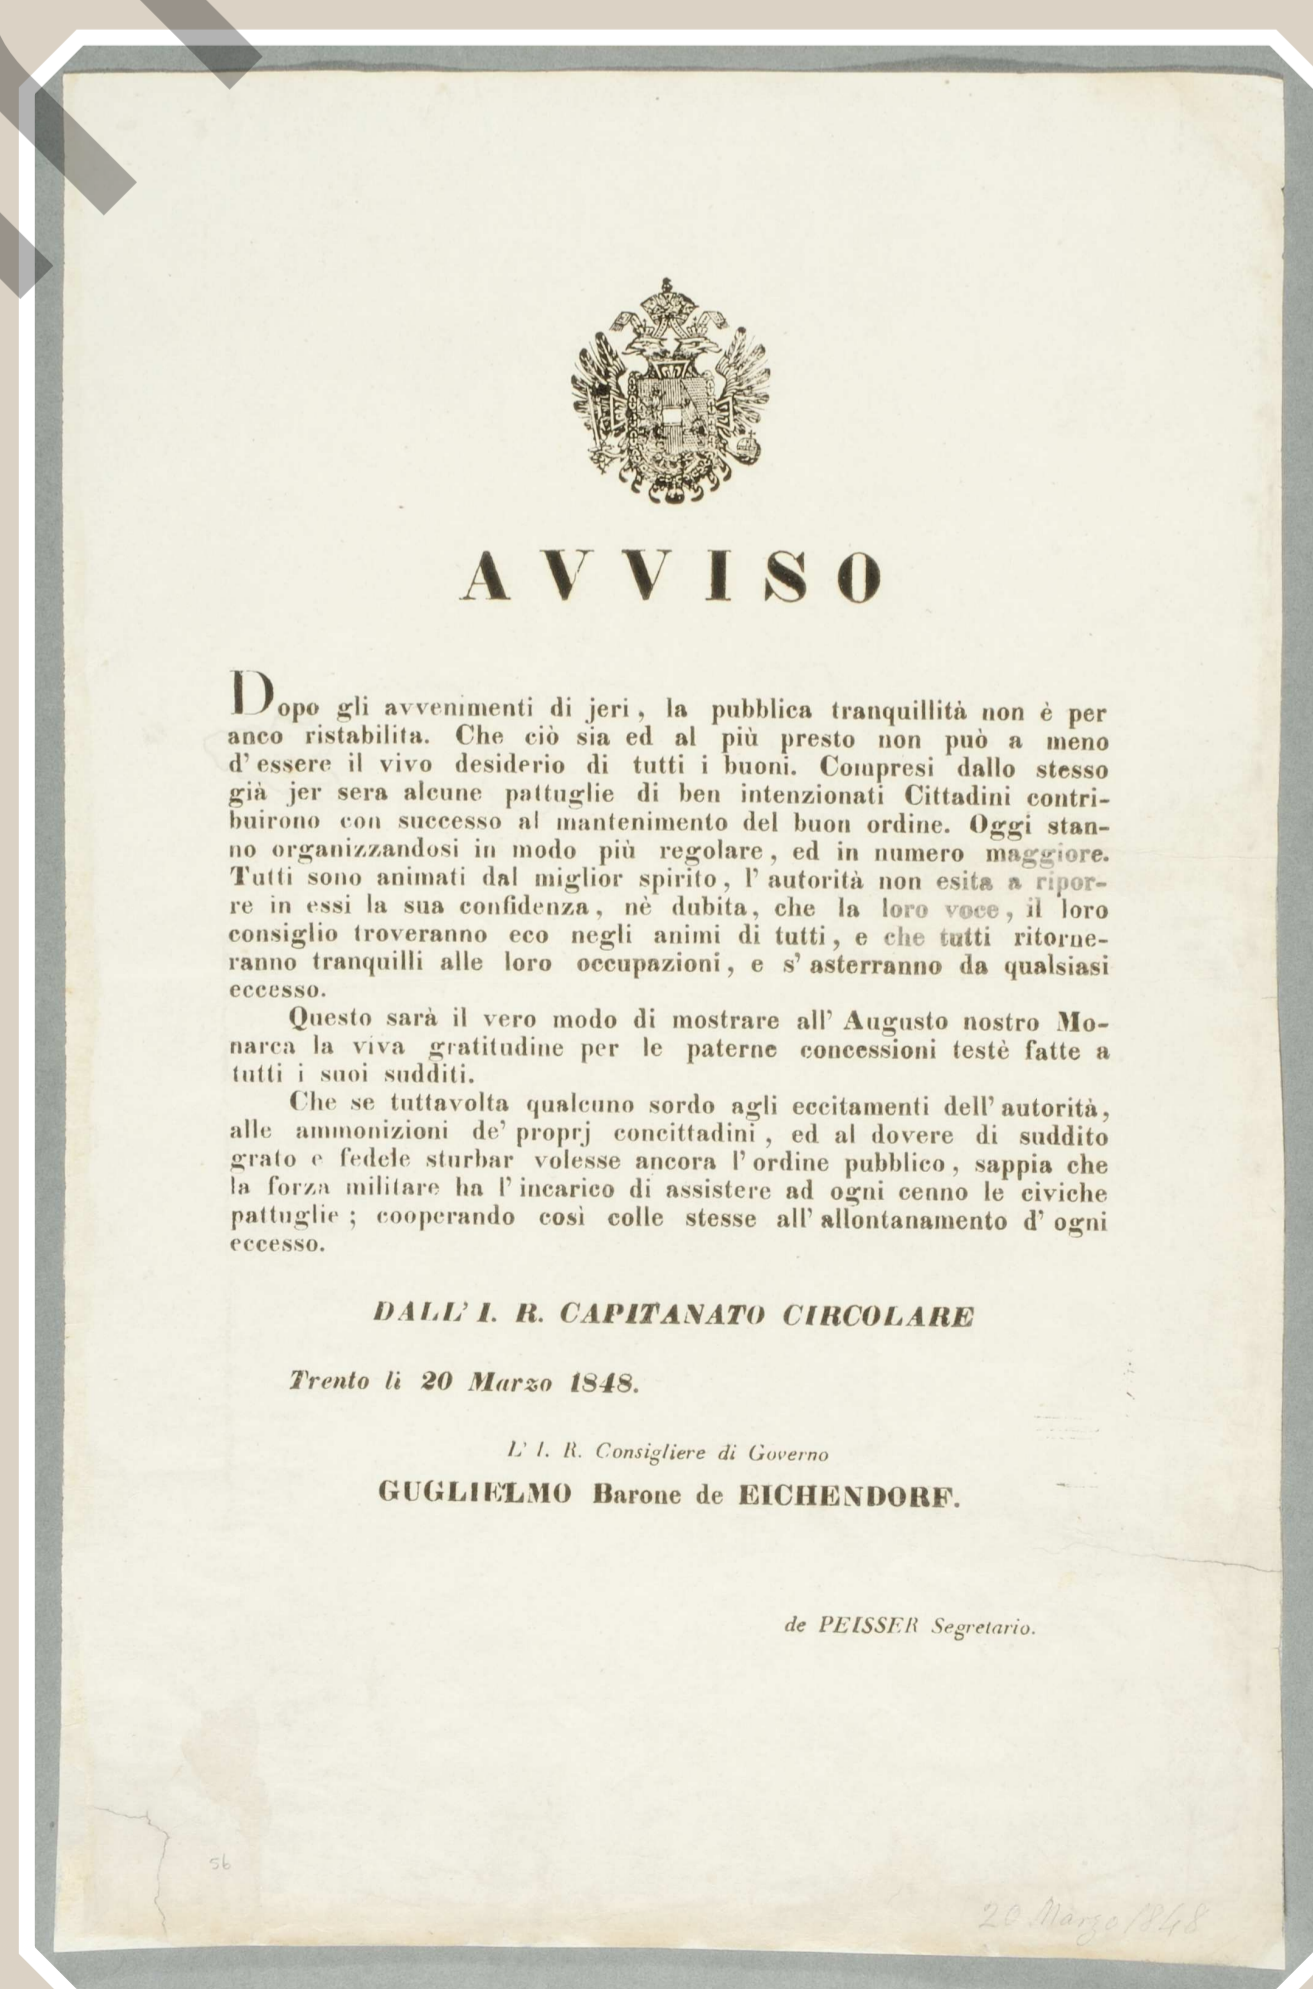 AVVISO
Dopo gli avvenimenti di jeri, la pubblica tranquillità non è per
anco ristabilita. Che ciò sia ed al più presto non può a meno
d'essere il vivo desiderio di tutti i buoni. Compresi dallo stesso
già jer sera alcune pattuglie di ben intenzionati Cittadini contri-
buirono con successo al mantenimento del buon ordine. Oggi stan-
no organizzandosi in modo più regolare, ed in numero maggiore.
Tutti sono animati dal miglior spirito, l'autorità non esita a ripor-
re in essi la sua confidenza, nè dubita, che la loro voce, il loro
consiglio troveranno eco negli animi di tutti, e che tutti ritorne-
ranno tranquilli alle loro occupazioni, e s'asterranno da qualsiasi
eccesso.
Questo sarà il vero modo di mostrare all'Augusto nostro Mo-
narca la viva gratitudine per le paterne concessioni testè fatte a
tutti i suoi sudditi.
Che se tuttavolta qualcuno sordo agli eccitamenti dell'autorità,
alle ammonizioni de' proprj concittadini, ed al dovere di suddito
grato e fedele sturbar volesse ancora l'ordine pubblico, sappia che
la forza militare ha l'incarico di assistere ad ogni cenno le civiche
pattuglie; cooperando così colle stesse all'allontanamento d'ogni
eccesso.
DALL' I. R. CAPITANATO CIRCOLARE
Trento li 20 Marzo 1848.
L' I. R. Consigliere di Governo
GUGLIELMO Barone de EICHENDORF.
de PEISSER Segretario.
56
20 Marzo 1848